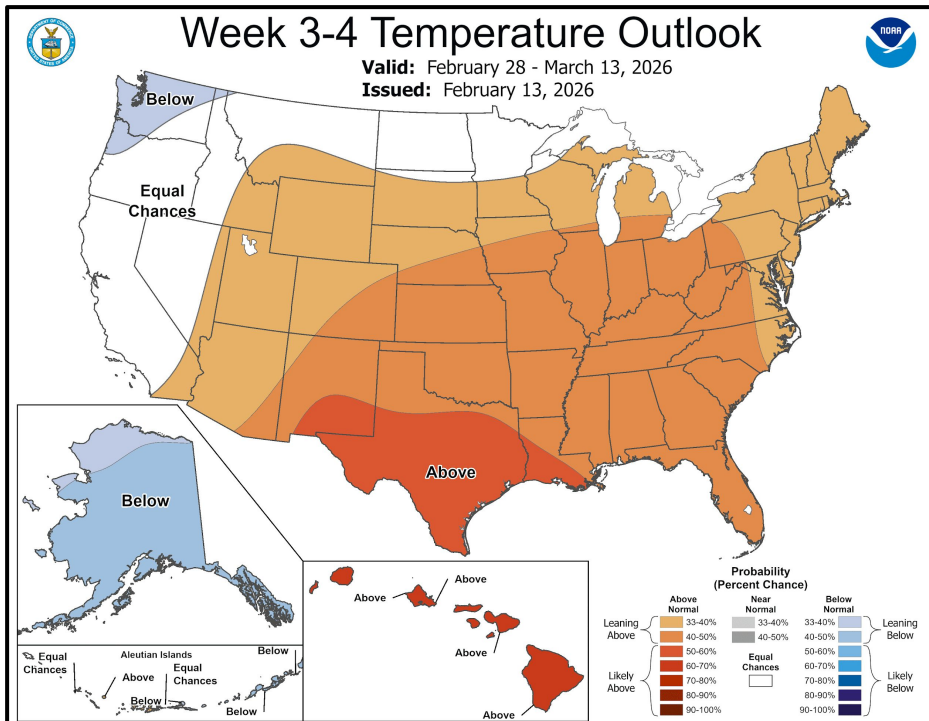 Week 3-4 Temperature Outlook
Valid: February 28 - March 13, 2026
Issued: February 13, 2026
NOAA
Below
Equal
Chances
Above
Below
Aleutian Islands
Equal
Chances
Above
Equal
Chances
Below
Below
Below
Above
Above
Above
Above
Probability
(Percent Chance)
Above
Normal
Near
Normal
Below
Normal
Leaning
Above
33-40%
40-50%
33-40%
40-50%
33-40%
40-50%
Leaning
Below
Likely
Above
50-60%
60-70%
70-80%
80-90%
90-100%
Equal
Chances
50-60%
60-70%
70-80%
80-90%
90-100%
Likely
Below